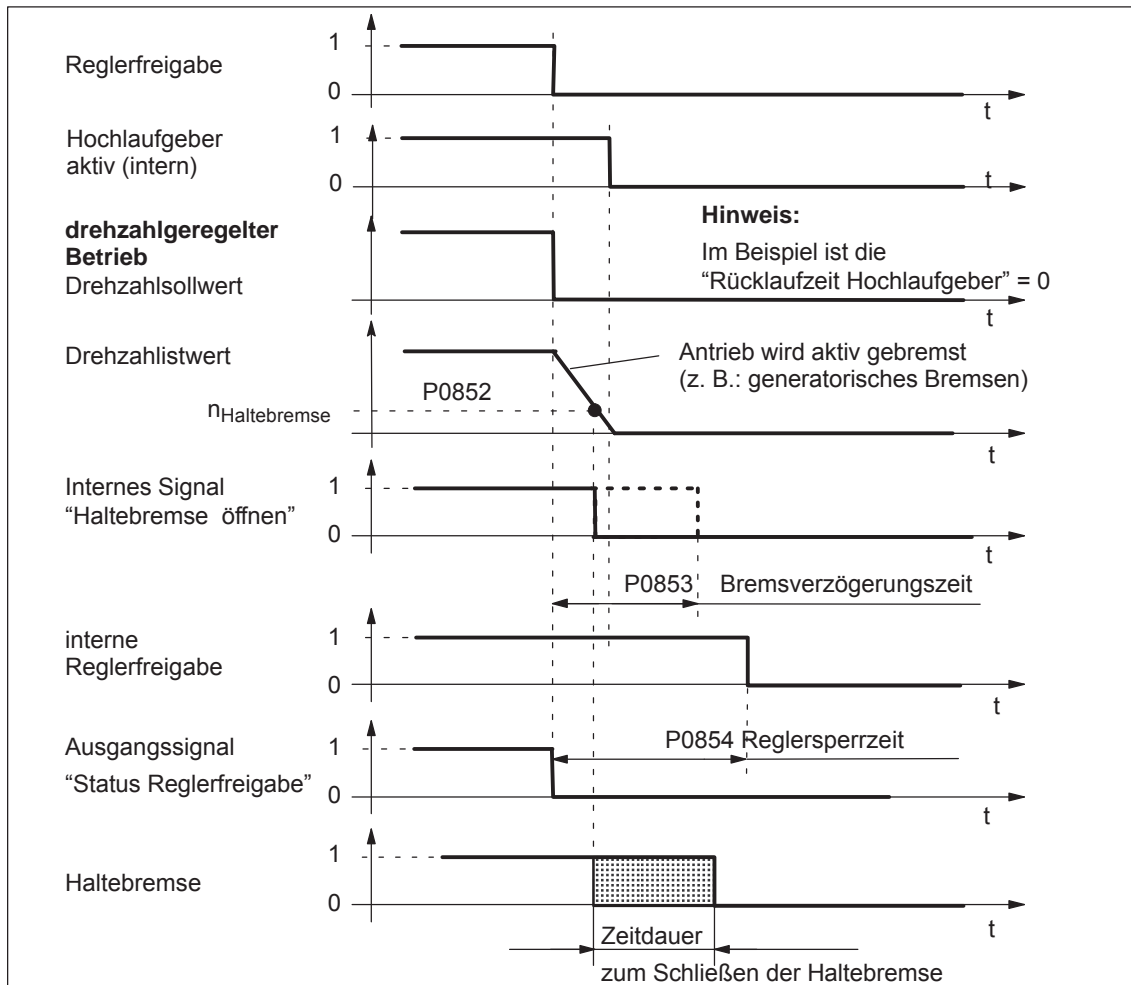 1
Reglerfreigabe
0
t
Hochlaufgeber
aktiv (intern)
1
0
t
drehzahlgeregelter
Betrieb
Drehzahlsollwert
Hinweis:
Im Beispiel ist die
“Rücklaufzeit Hochlaufgeber” = 0
t
Drehzahlistwert
Antrieb wird aktiv gebremst
(z. B.: generatorisches Bremsen)
P0852
nHaltebremse
t
Internes Signal
“Haltebremse öffnen”
1
0
t
P0853 Bremsverzögerungszeit
interne
Reglerfreigabe
1
0
t
Ausgangssignal
“Status Reglerfreigabe”
1
0
P0854 Reglersperrzeit
t
Haltebremse
1
0
t
Zeitdauer
zum Schließen der Haltebremse